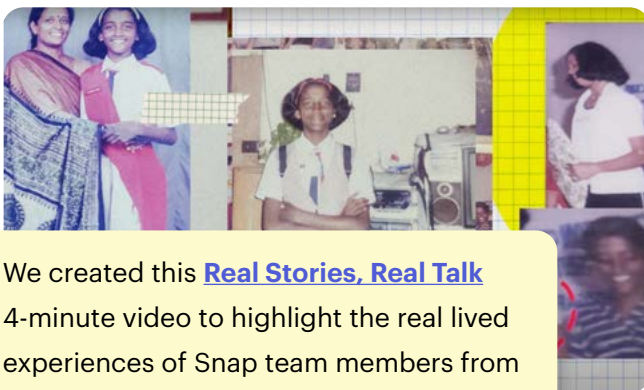 We created this Real Stories, Real Talk
4-minute video to highlight the real lived
experiences of Snap team members from